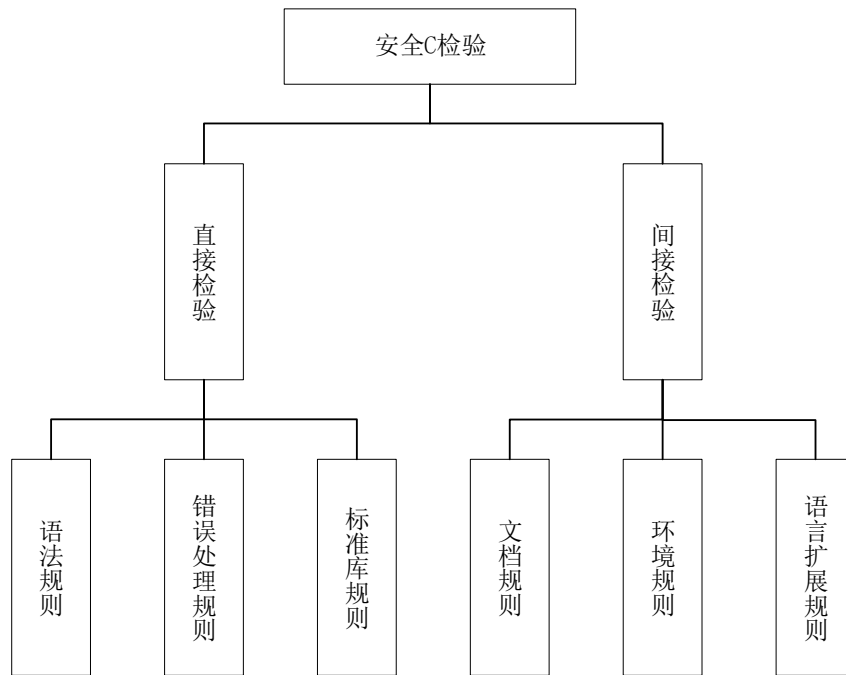 安全C检验
直接检验
间接检验
语法规则
错误处理规则
标准库规则
文档规则
环境规则
语言扩展规则